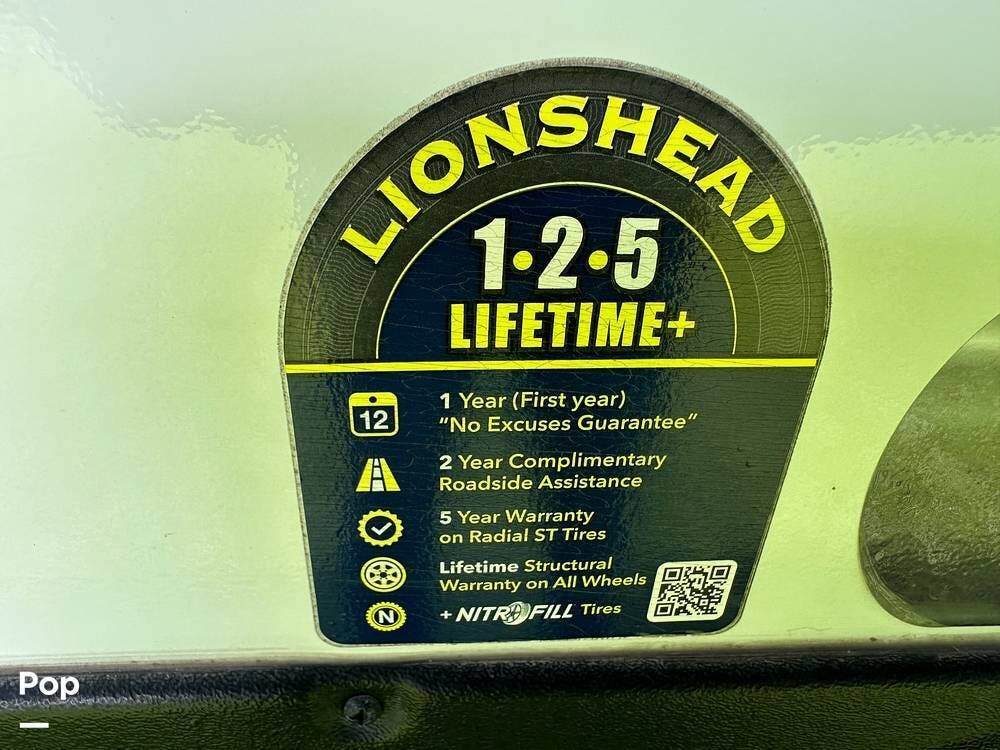 LIONSHEAD
1•2•5
LIFETIME+
12
1 Year (First year)
"No Excuses Guarantee"
2 Year Complimentary
Roadside Assistance
5 Year Warranty
on Radial ST Tires
Lifetime Structural
Warranty on All Wheels
N
+ NITROFILL Tires
Pop